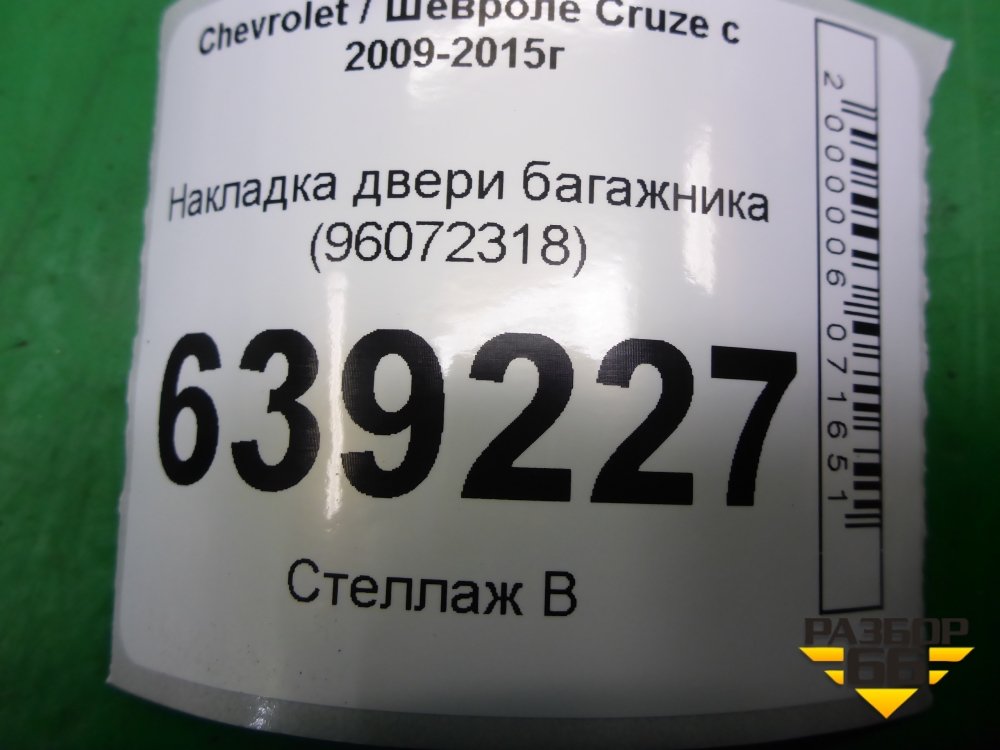 Chevrolet / Шевроле Cruze с
2009-2015г
Накладка двери багажника
(96072318)
639227
Стеллаж В
2000006071651
РАЗБОР
66